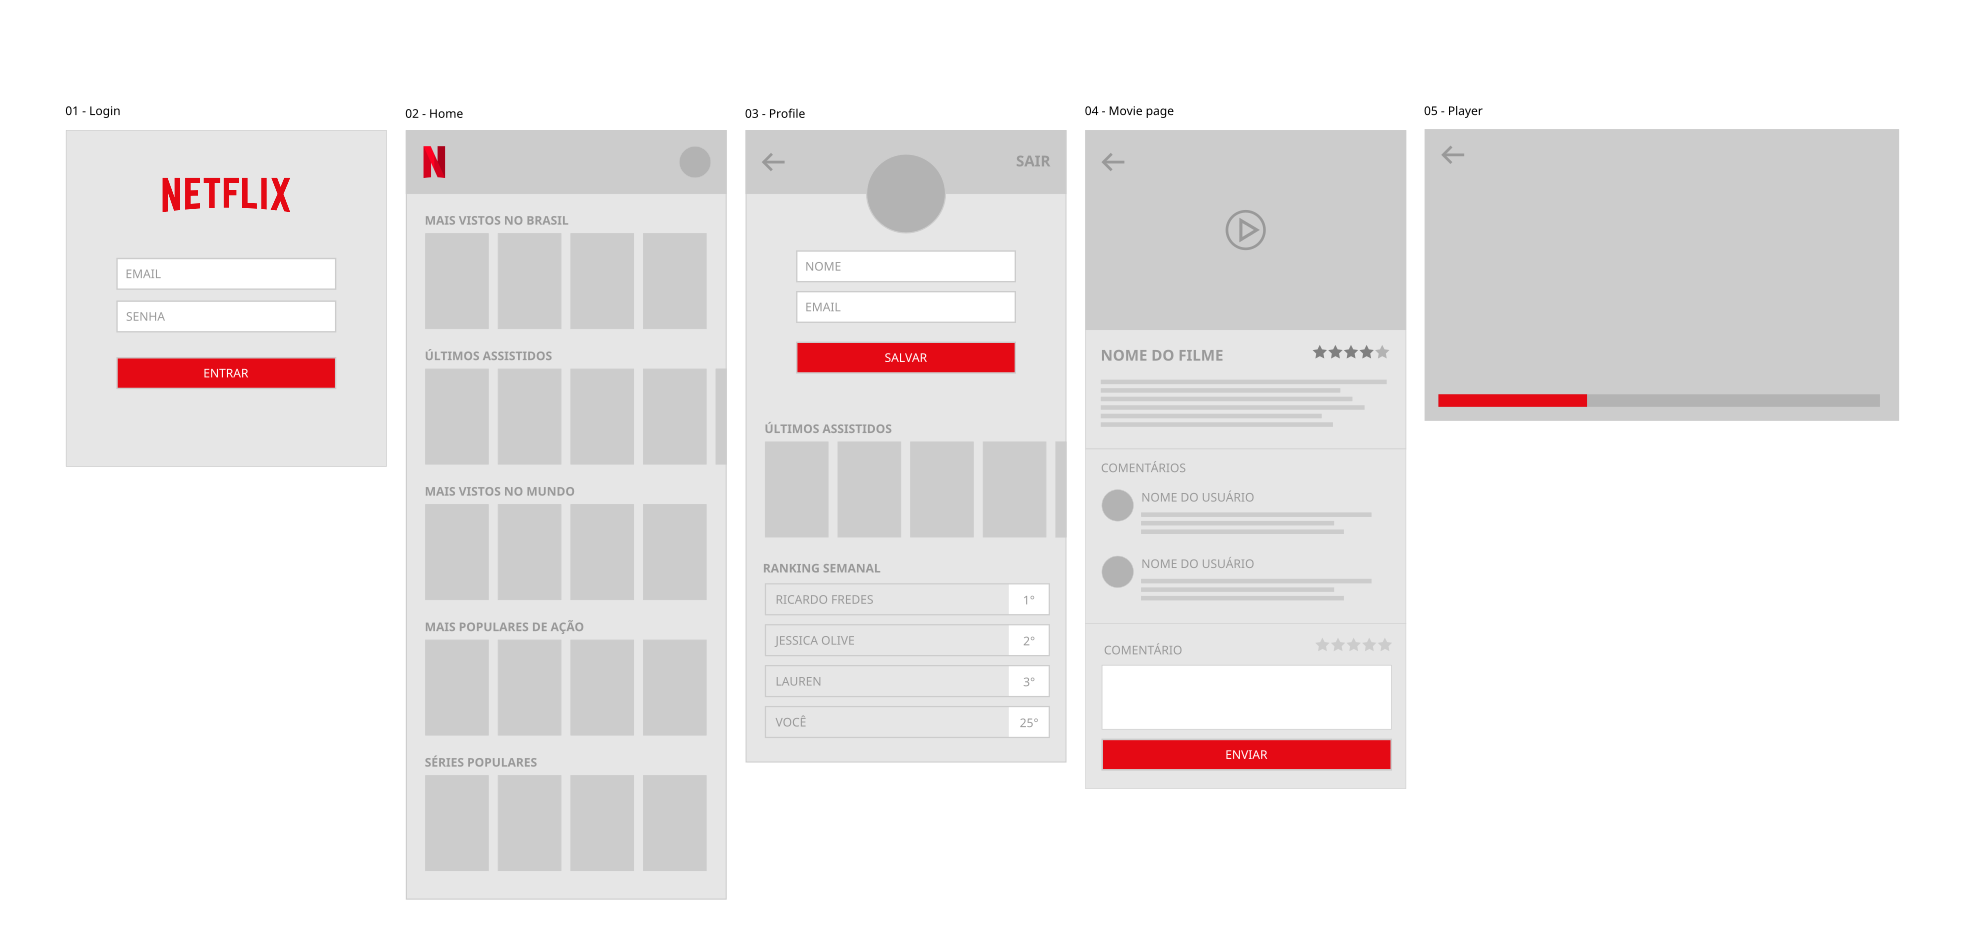 01 - Login
NETFLIX
EMAIL
SENHA
ENTRAR
02 - Home
N
MAIS VISTOS NO BRASIL
ÚLTIMOS ASSISTIDOS
MAIS VISTOS NO MUNDO
MAIS POPULARES DE AÇÃO
SÉRIES POPULARES
03 - Profile
SAIR
NOME
EMAIL
SALVAR
ÚLTIMOS ASSISTIDOS
RANKING SEMANAL
RICARDO FREDES 1°
JESSICA OLIVE 2°
LAUREN 3°
VOCÊ 25°
04 - Movie page
NOME DO FILME
COMENTÁRIOS
NOME DO USUÁRIO
NOME DO USUÁRIO
COMENTÁRIO
ENVIAR
05 - Player